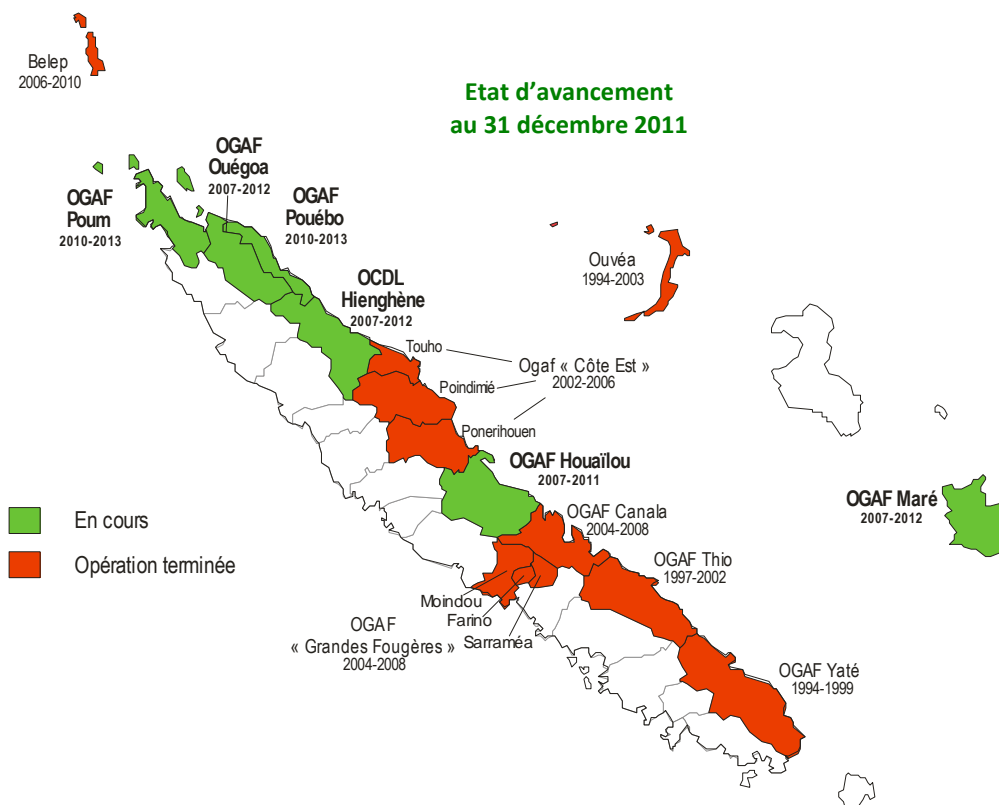 Belep
2006-2010
Etat d’avancement
au 31 décembre 2011
OGAF
Ouégoa
2007-2012
OGAF
Poum
2010-2013
OGAF
Pouébo
2010-2013
Ouvéa
1994-2003
OCDL
Hienghène
2007-2012
Touho
Ogaf « Côte Est »
2002-2006
Poindimié
Ponerihouen
OGAF Houaïlou
2007-2011
OGAF Maré
2007-2012
En cours
OGAF Canala
2004-2008
Opération terminée
OGAF Thio
1997-2002
Moindou
Farino
Sarraméa
OGAF
« Grandes Fougères »
2004-2008
OGAF Yaté
1994-1999